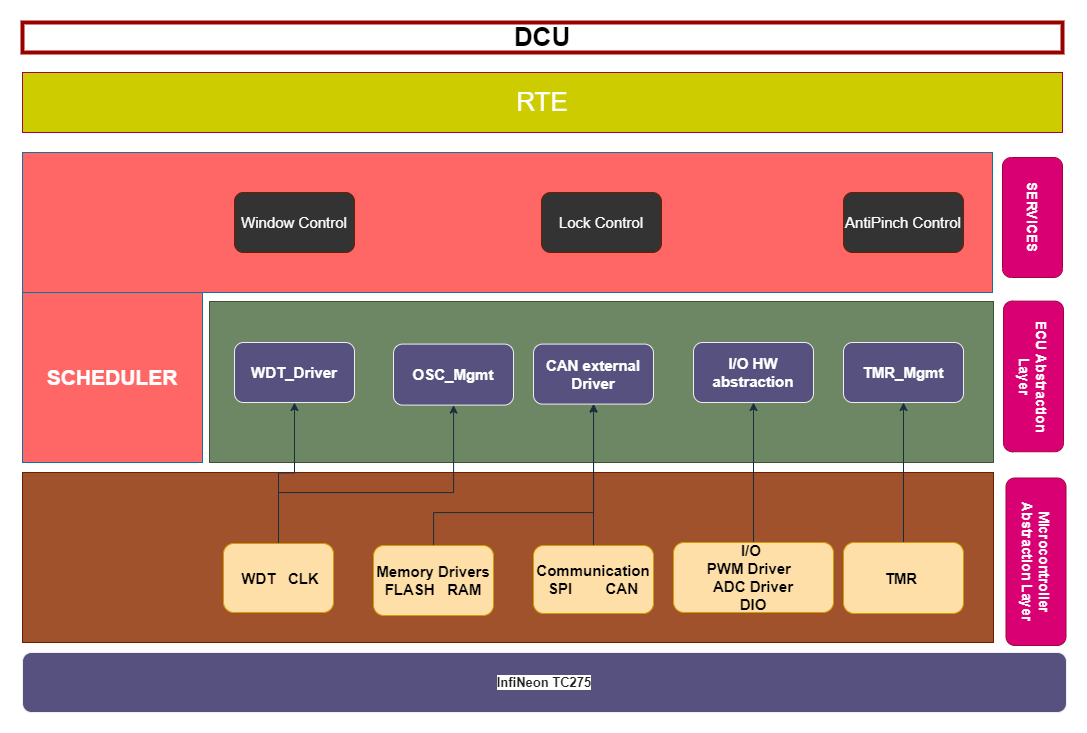 DCU
RTE
Window Control
Lock Control
AntiPinch Control
SERVICES
SCHEDULER
WDT_Driver
OSC_Mgmt
CAN external
Driver
I/O HW
abstraction
TMR_Mgmt
ECU Abstraction
Layer
WDT CLK
Memory Drivers
FLASH RAM
Communication
SPI CAN
I/O
PWM Driver
ADC Driver
DIO
TMR
Microcontroller
Abstraction Layer
InfiNeon TC275